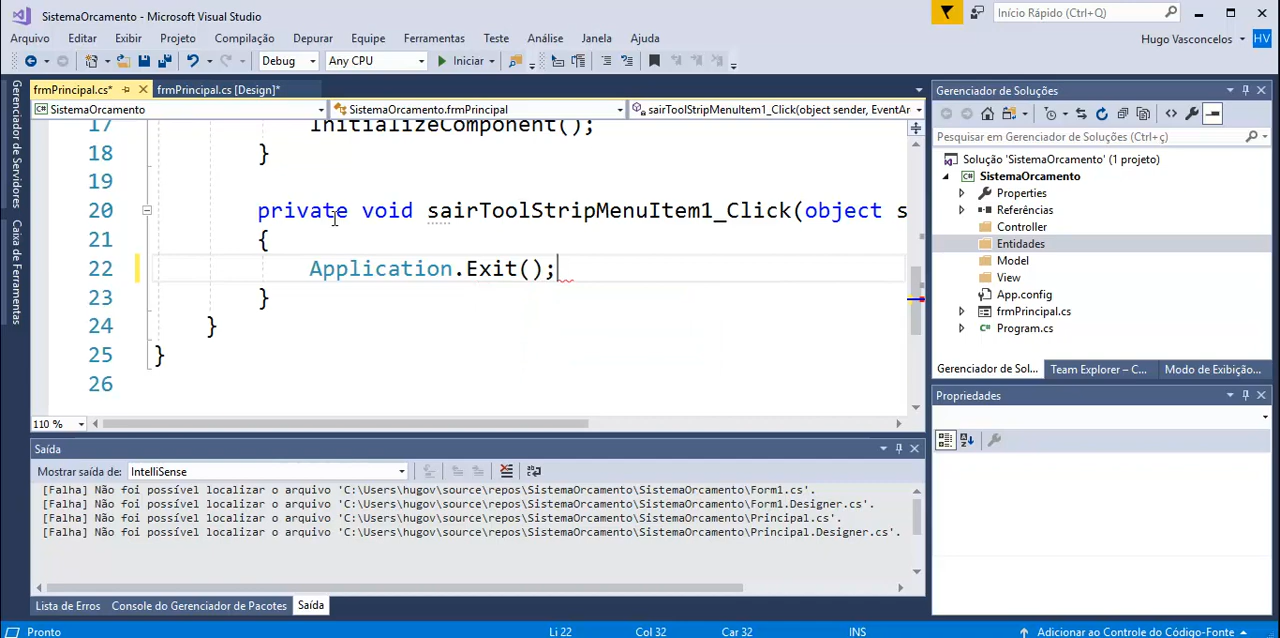 SistemaOrcamento - Microsoft Visual Studio
Início Rápido (Ctrl+Q)
Arquivo Editar Exibir Projeto Compilação Depurar Equipe Ferramentas Teste Análise Janela Ajuda
Hugo Vasconcelos HV
Debug Any CPU Iniciar
Gerenciador de Servidores
Caixa de Ferramentas
frmPrincipal.cs* frmPrincipal.cs [Design]*
SistemaOrcamento SistemaOrcamento.frmPrincipal sairToolStripMenuItem1_Click(object sender, EventAr
17 InitializeComponent();
18 }
19
20 private void sairToolStripMenuItem1_Click(object s
21 {
22 Application.Exit();
23 }
24 }
25 }
26
110 %
Saída
Mostrar saída de: IntelliSense
[Falha] Não foi possível localizar o arquivo 'C:\Users\hugov\source\repos\SistemaOrcamento\SistemaOrcamento\Form1.cs'.
[Falha] Não foi possível localizar o arquivo 'C:\Users\hugov\source\repos\SistemaOrcamento\SistemaOrcamento\Form1.Designer.cs'.
[Falha] Não foi possível localizar o arquivo 'C:\Users\hugov\source\repos\SistemaOrcamento\SistemaOrcamento\Principal.cs'.
[Falha] Não foi possível localizar o arquivo 'C:\Users\hugov\source\repos\SistemaOrcamento\SistemaOrcamento\Principal.Designer.cs'.
Lista de Erros Console do Gerenciador de Pacotes Saída
Gerenciador de Soluções
Pesquisar em Gerenciador de Soluções (Ctrl+ç)
Solução 'SistemaOrcamento' (1 projeto)
SistemaOrcamento
Properties
Referências
Controller
Entidades
Model
View
App.config
frmPrincipal.cs
Program.cs
Gerenciador de Sol... Team Explorer – C... Modo de Exibição...
Propriedades
Pronto Li 22 Col 32 Car 32 INS Adicionar ao Controle do Código-Fonte